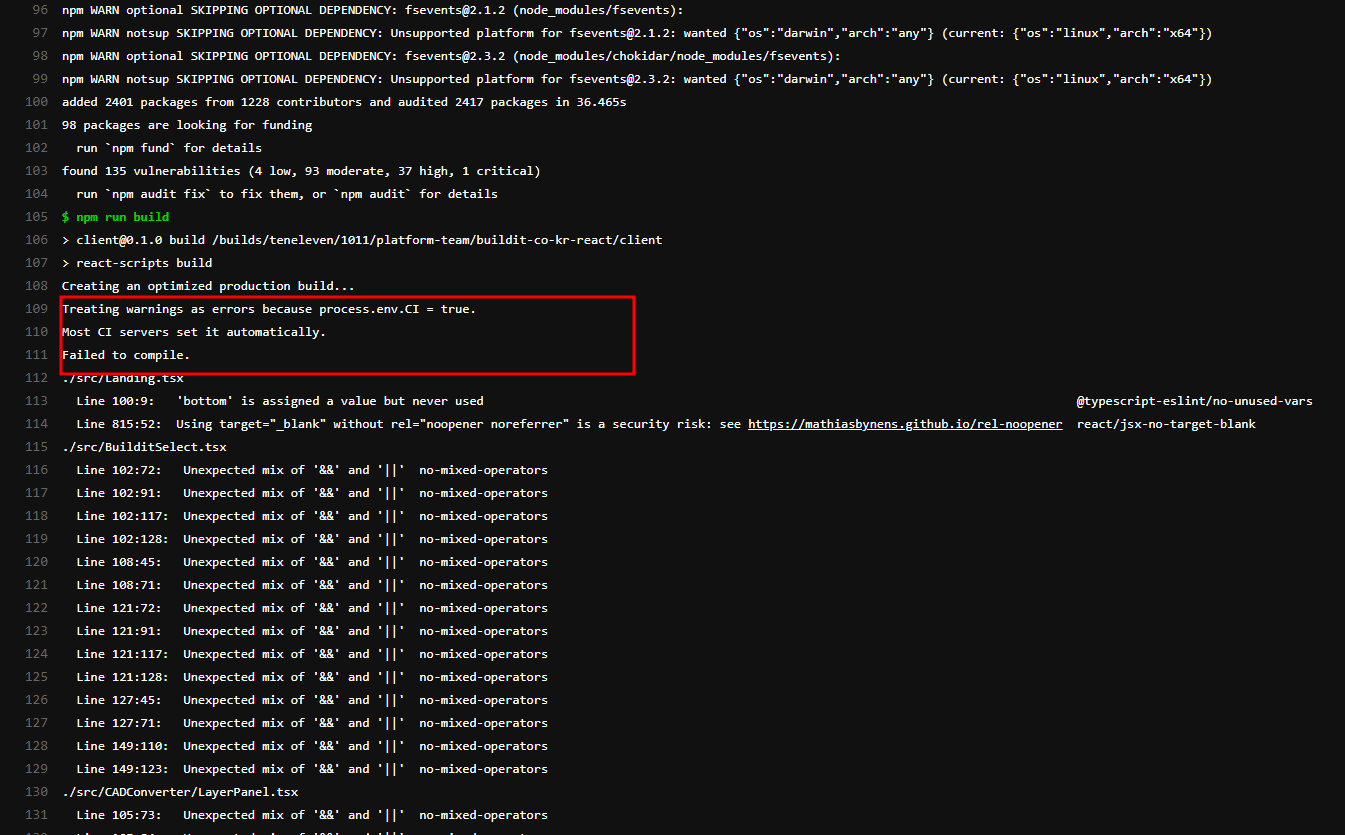 96 npm WARN optional SKIPPING OPTIONAL DEPENDENCY: fsevents@2.1.2 (node_modules/fsevents):
97 npm WARN notsup SKIPPING OPTIONAL DEPENDENCY: Unsupported platform for fsevents@2.1.2: wanted {"os":"darwin","arch":"any"} (current: {"os":"linux","arch":"x64"})
98 npm WARN optional SKIPPING OPTIONAL DEPENDENCY: fsevents@2.3.2 (node_modules/chokidar/node_modules/fsevents):
99 npm WARN notsup SKIPPING OPTIONAL DEPENDENCY: Unsupported platform for fsevents@2.3.2: wanted {"os":"darwin","arch":"any"} (current: {"os":"linux","arch":"x64"})
100 added 2401 packages from 1228 contributors and audited 2417 packages in 36.465s
101 98 packages are looking for funding
102 run `npm fund` for details
103 found 135 vulnerabilities (4 low, 93 moderate, 37 high, 1 critical)
104 run `npm audit fix` to fix them, or `npm audit` for details
105 $ npm run build
106 > client@0.1.0 build /builds/teneleven/1011/platform-team/buildit-co-kr-react/client
107 > react-scripts build
108 Creating an optimized production build...
109 Treating warnings as errors because process.env.CI = true.
110 Most CI servers set it automatically.
111 Failed to compile.
112 ./src/Landing.tsx
113 Line 100:9: 'bottom' is assigned a value but never used @typescript-eslint/no-unused-vars
114 Line 815:52: Using target="_blank" without rel="noopener noreferrer" is a security risk: see https://mathiasbynens.github.io/rel-noopener react/jsx-no-target-blank
115 ./src/BuilditSelect.tsx
116 Line 102:72: Unexpected mix of '&&' and '||' no-mixed-operators
117 Line 102:91: Unexpected mix of '&&' and '||' no-mixed-operators
118 Line 102:117: Unexpected mix of '&&' and '||' no-mixed-operators
119 Line 102:128: Unexpected mix of '&&' and '||' no-mixed-operators
120 Line 108:45: Unexpected mix of '&&' and '||' no-mixed-operators
121 Line 108:71: Unexpected mix of '&&' and '||' no-mixed-operators
122 Line 121:72: Unexpected mix of '&&' and '||' no-mixed-operators
123 Line 121:91: Unexpected mix of '&&' and '||' no-mixed-operators
124 Line 121:117: Unexpected mix of '&&' and '||' no-mixed-operators
125 Line 121:128: Unexpected mix of '&&' and '||' no-mixed-operators
126 Line 127:45: Unexpected mix of '&&' and '||' no-mixed-operators
127 Line 127:71: Unexpected mix of '&&' and '||' no-mixed-operators
128 Line 149:110: Unexpected mix of '&&' and '||' no-mixed-operators
129 Line 149:123: Unexpected mix of '&&' and '||' no-mixed-operators
130 ./src/CADConverter/LayerPanel.tsx
131 Line 105:73: Unexpected mix of '&&' and '||' no-mixed-operators